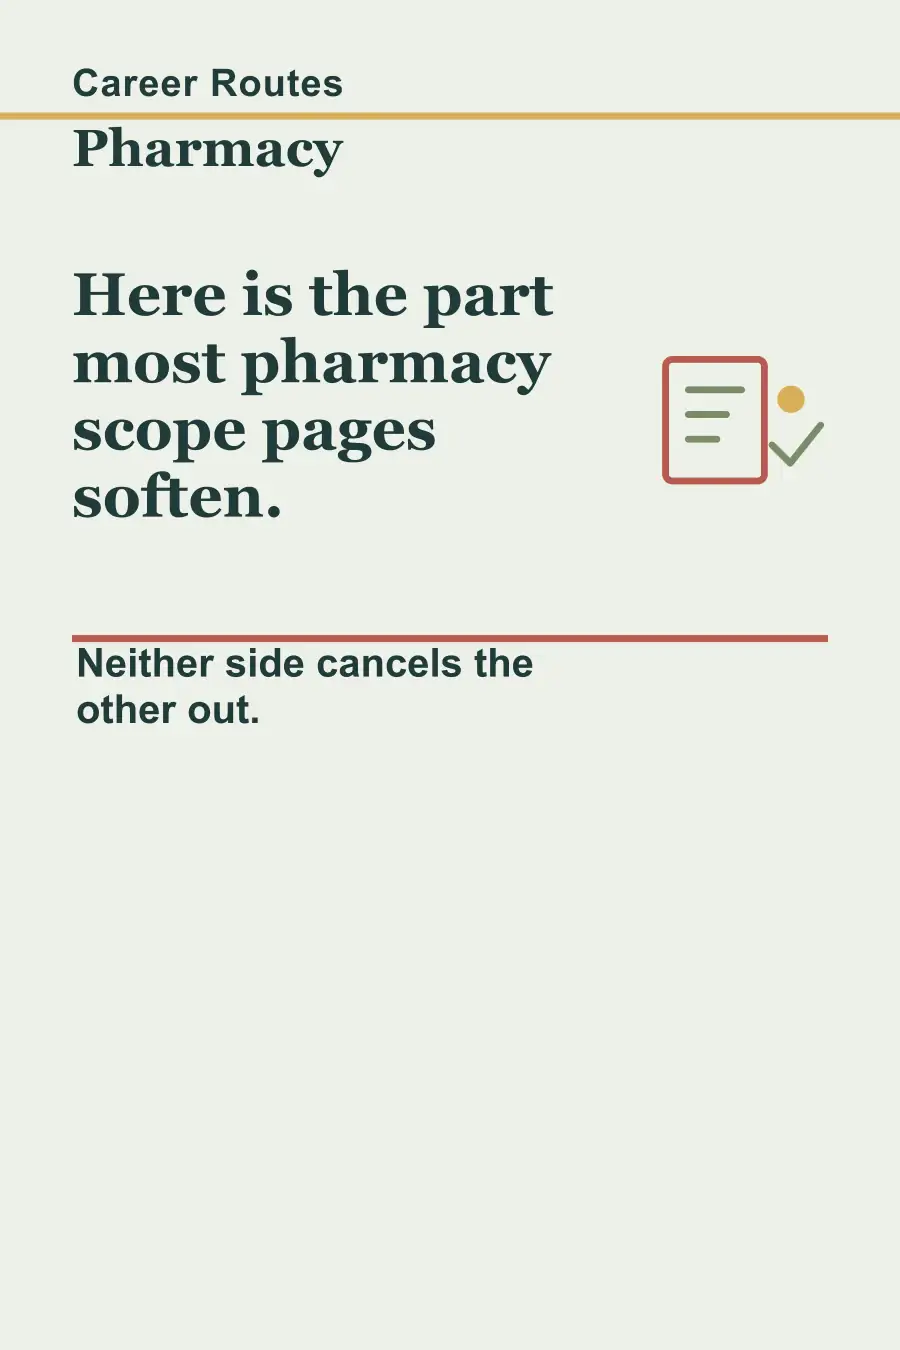 Career Routes
Pharmacy
Here is the part
most pharmacy
scope pages
soften.
Neither side cancels the
other out.